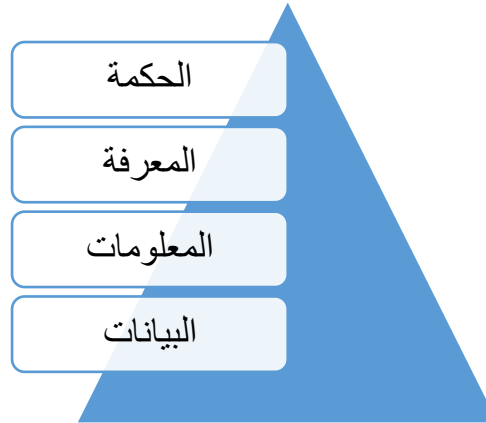 الحكمة
المعرفة
المعلومات
البيانات